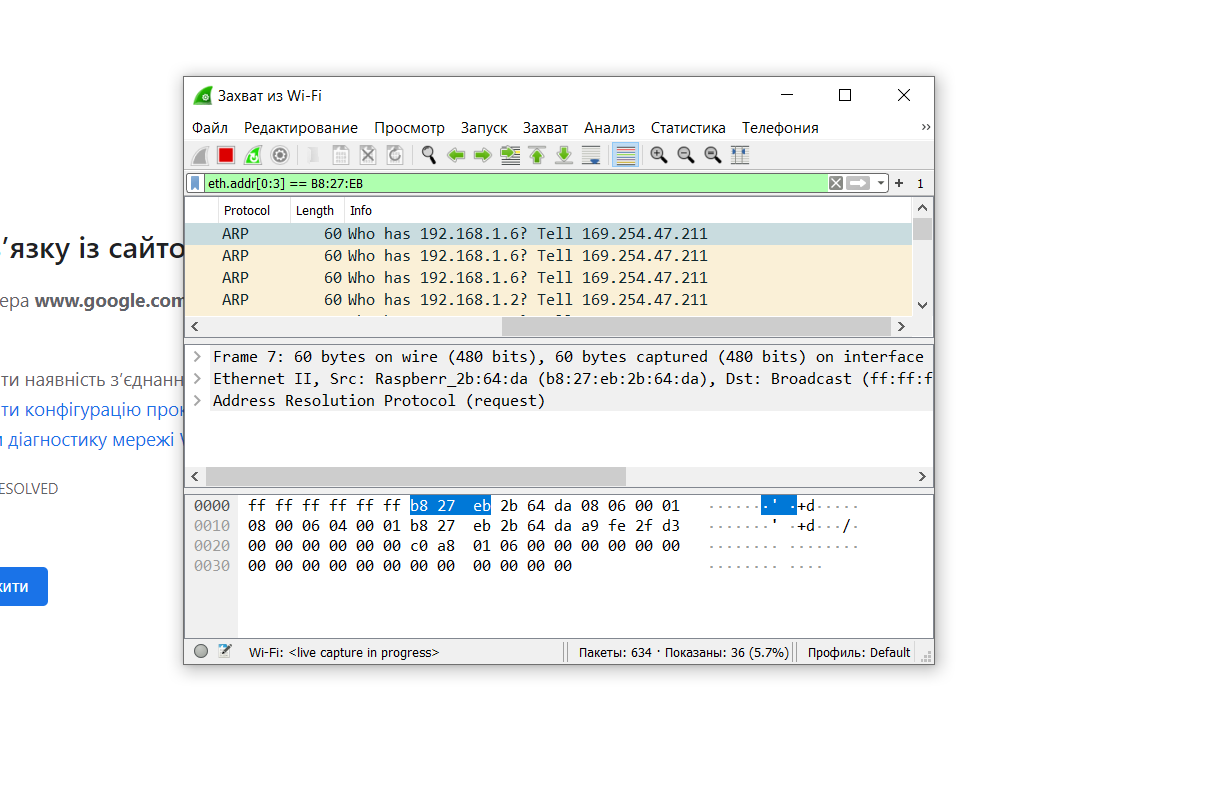 Захват из Wi-Fi
Файл Редактирование Просмотр Запуск Захват Анализ Статистика Телефония »
eth.addr[0:3] == B8:27:EB + 1
Protocol Length Info
ARP 60 Who has 192.168.1.6? Tell 169.254.47.211
ARP 60 Who has 192.168.1.6? Tell 169.254.47.211
ARP 60 Who has 192.168.1.6? Tell 169.254.47.211
ARP 60 Who has 192.168.1.2? Tell 169.254.47.211
Frame 7: 60 bytes on wire (480 bits), 60 bytes captured (480 bits) on interface
Ethernet II, Src: Raspberr_2b:64:da (b8:27:eb:2b:64:da), Dst: Broadcast (ff:ff:f
Address Resolution Protocol (request)
0000 ff ff ff ff ff ff b8 27 eb 2b 64 da 08 06 00 01 ·······' ·+d·····
0010 08 00 06 04 00 01 b8 27 eb 2b 64 da a9 fe 2f d3 ·······' ·+d···/·
0020 00 00 00 00 00 00 c0 a8 01 06 00 00 00 00 00 00 ········ ········
0030 00 00 00 00 00 00 00 00 00 00 00 00 ········ ····
Wi-Fi: <live capture in progress> Пакеты: 634 · Показаны: 36 (5.7%) Профиль: Default
’язку із сайто
ера www.google.com
ти наявність з’єднанн
ти конфігурацію прок
и діагностику мережі
ESOLVED
жити